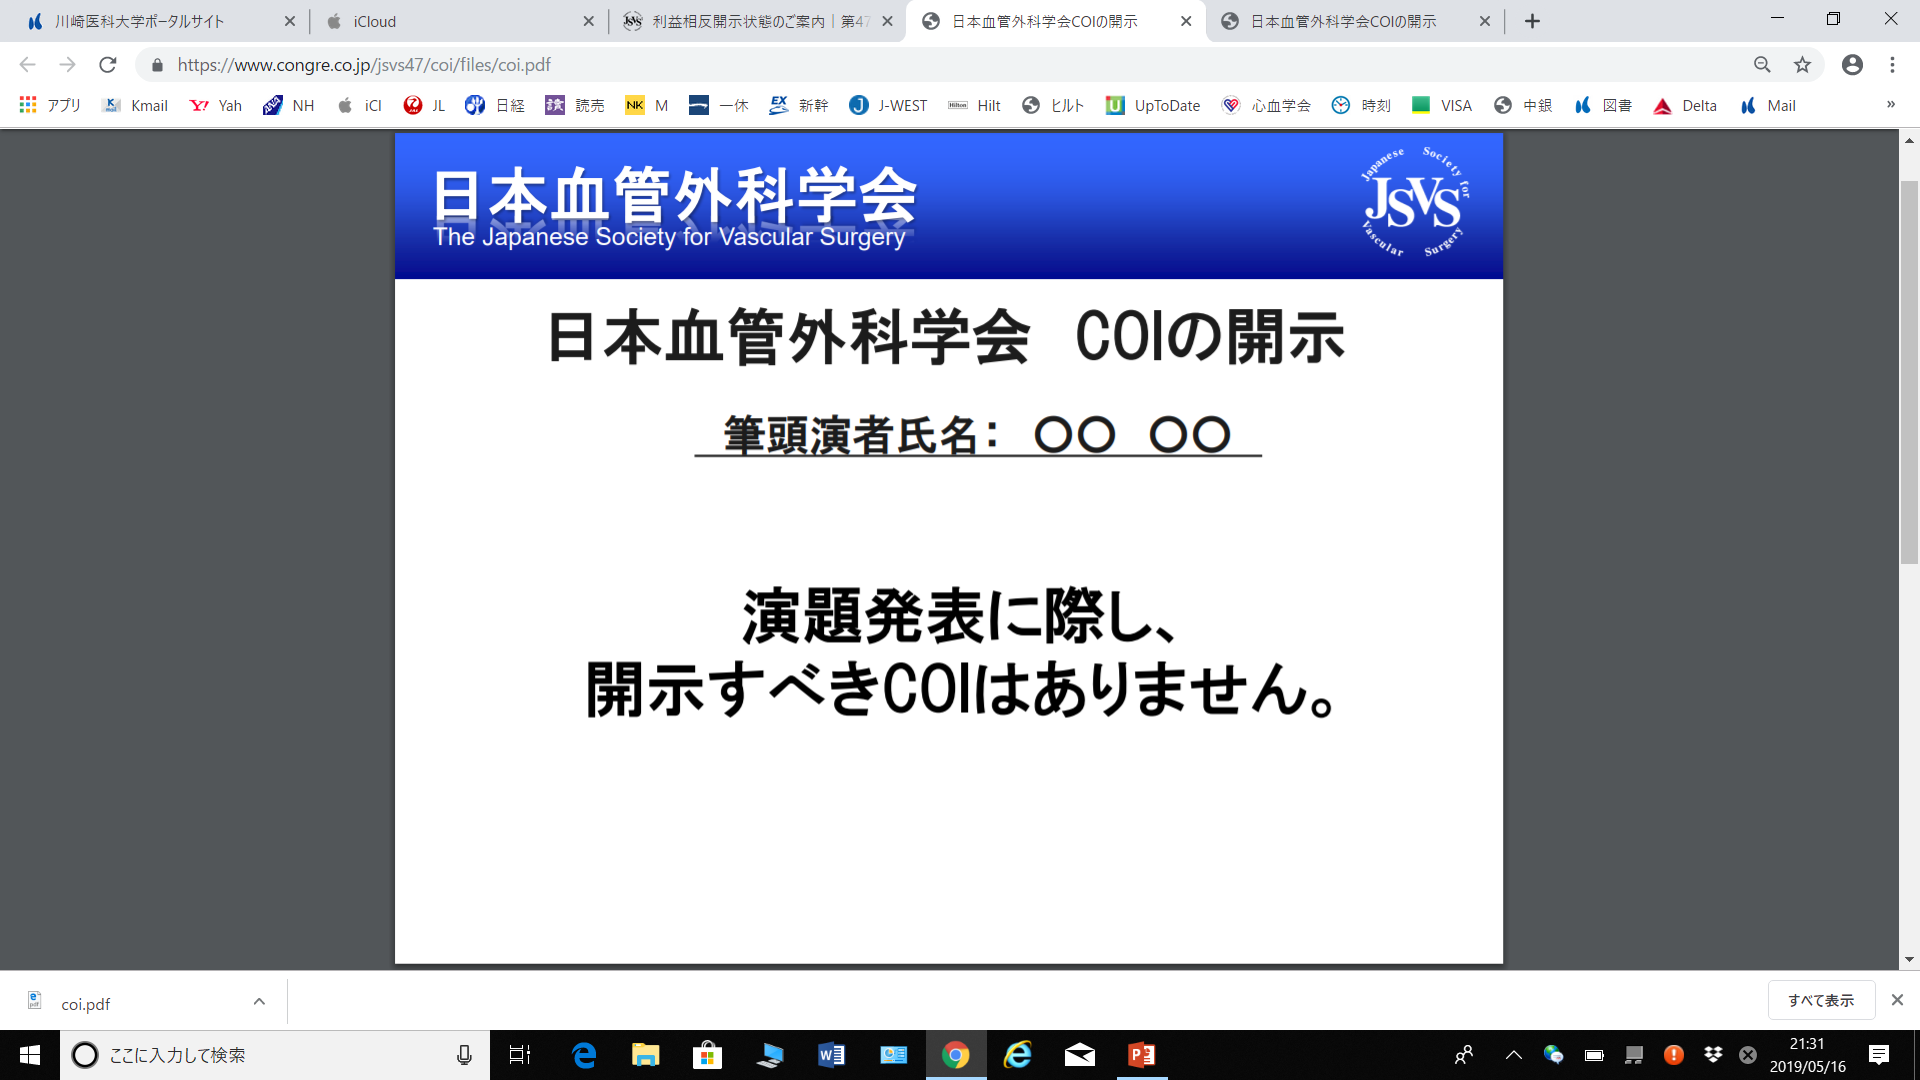 川崎医科大学ポータルサイト
iCloud
利益相反開示状態のご案内｜第47
日本血管外科学会COIの開示
日本血管外科学会COIの開示
https://www.congre.co.jp/jsvs47/coi/files/coi.pdf
アプリ
Kmail
Yah
NH
iCl
JL
日経
読売
M
一休
新幹
J-WEST
Hilt
ヒルト
UpToDate
心血学会
時刻
VISA
中銀
図書
Delta
Mail
»
日本血管外科学会
The Japanese Society for Vascular Surgery
Japanese Society for
JSVS
Vascular Surgery
日本血管外科学会　COIの開示
筆頭演者氏名：　〇〇　〇〇
演題発表に際し、
開示すべきCOIはありません。
coi.pdf
すべて表示
ここに入力して検索
21:31
2019/05/16